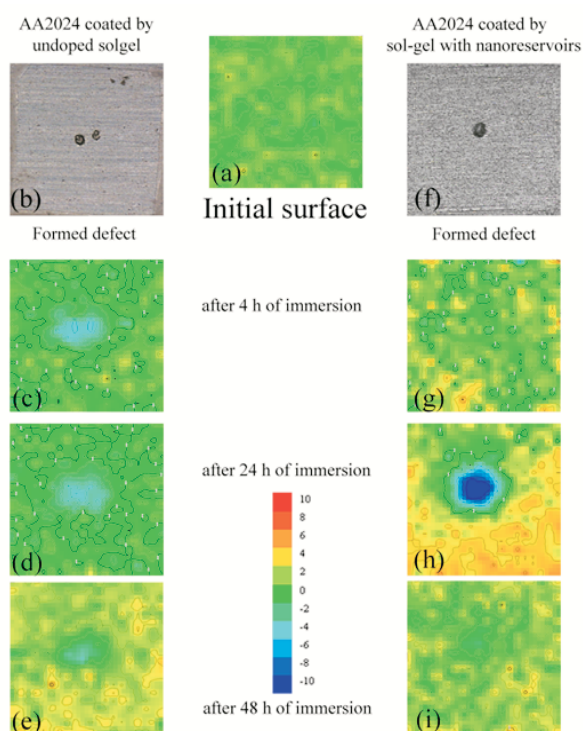 AA2024 coated by
undoped solgel
AA2024 coated by
sol-gel with nanoreservoirs
(a)
(b)
(f)
Initial surface
Formed defect
Formed defect
after 4 h of immersion
(c)
(g)
after 24 h of immersion
(d)
(h)
10
8
6
4
2
0
-2
-4
-6
-8
-10
(e)
(i)
after 48 h of immersion